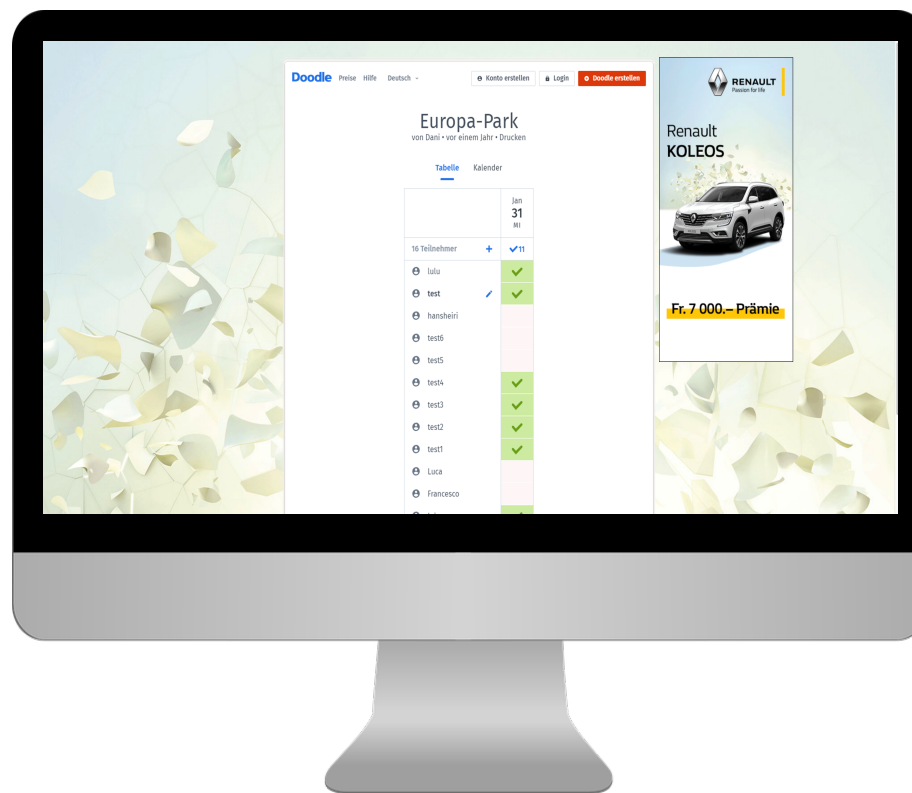 Doodle Preise Hilfe Deutsch Konto erstellen Login Doodle erstellen
Europa-Park
von Dani • vor einem Jahr • Drucken
Tabelle Kalender
Jan
31
MI
16 Teilnehmer + 11
lulu
test
hansheiri
test6
test5
test4
test3
test2
test1
Luca
Francesco
RENAULT
Passion for life
Renault
KOLEOS
Fr. 7 000.– Prämie